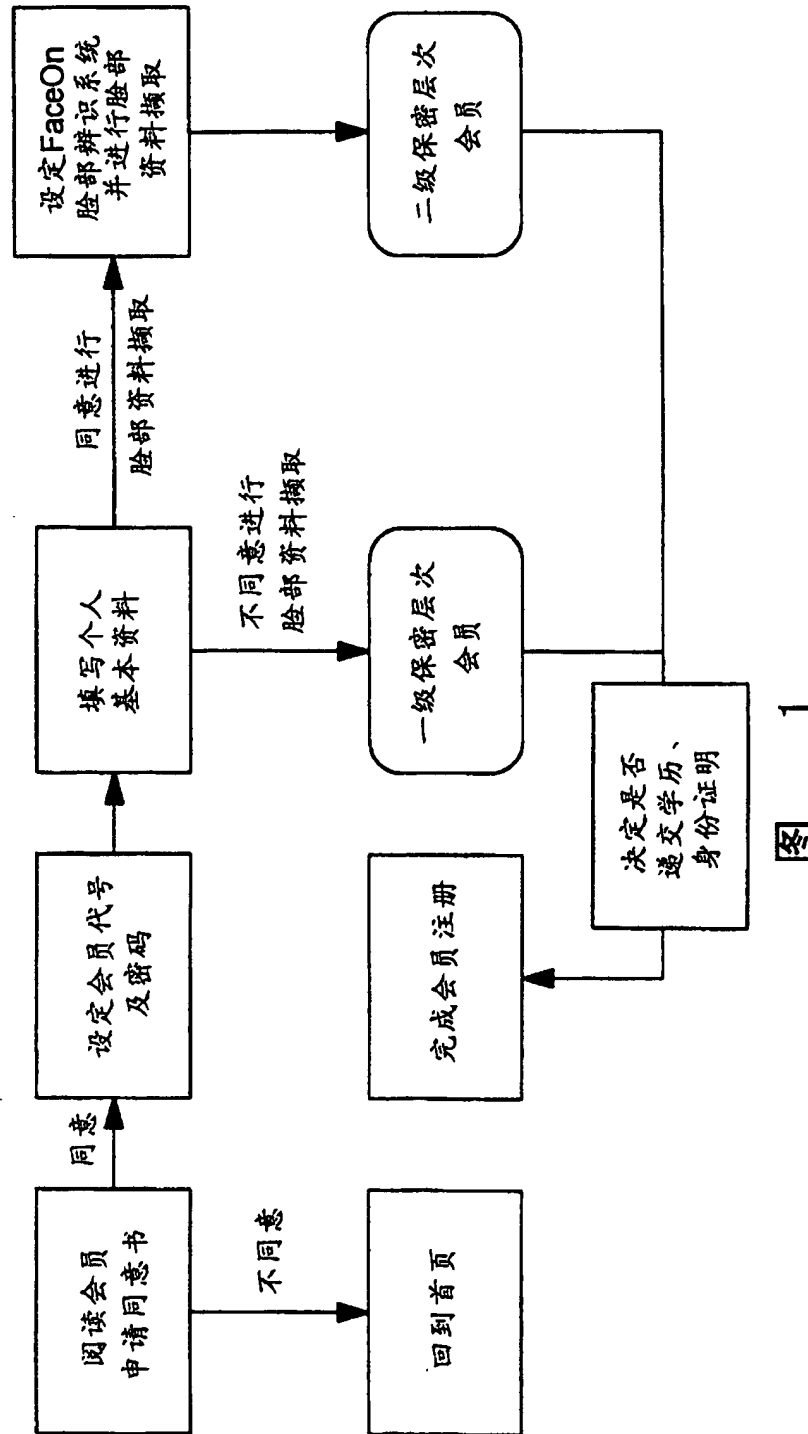 阅读会员
申请同意书
同意
不同意
回到首页
设定会员代号
及密码
填写个人
基本资料
同意进行
脸部资料撷取
不同意进行
脸部资料撷取
设定FaceOn
脸部辨识系统
并进行脸部
资料撷取
一级保密层次
会员
二级保密层次
会员
决定是否
递交学历、
身份证明
完成会员注册
图 1